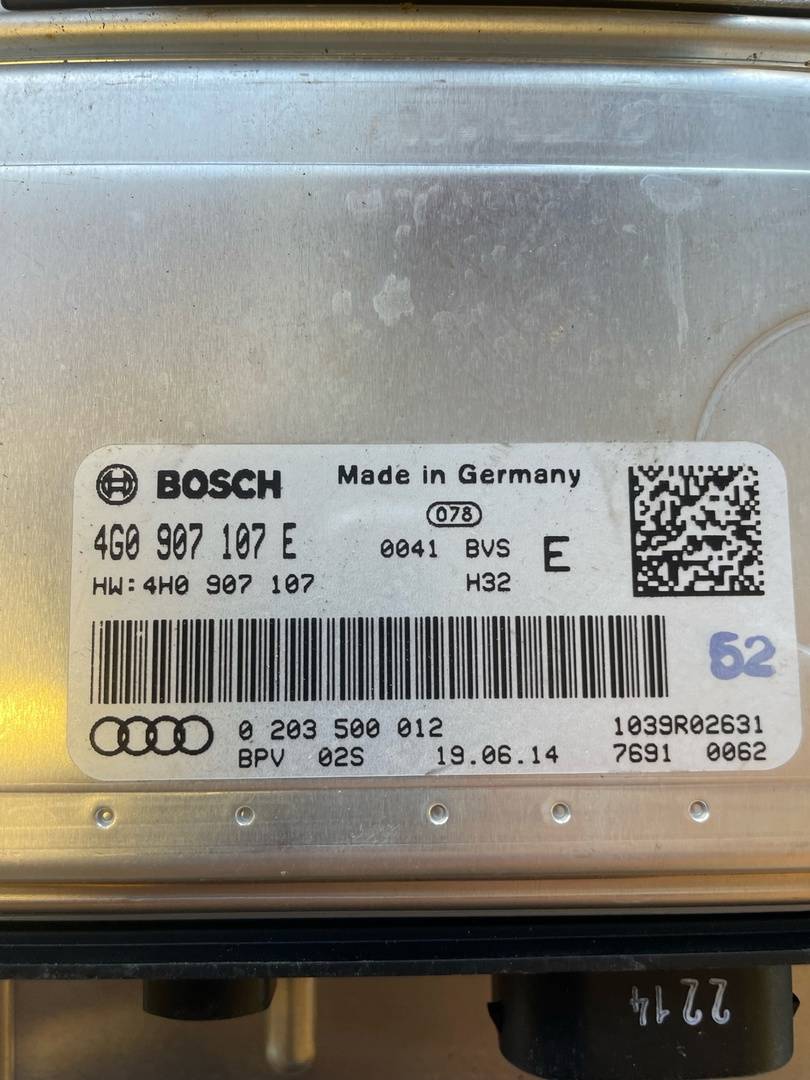 BOSCH Made in Germany
078
4G0 907 107 E 0041 BVS E
HW:4H0 907 107 H32
52
0 203 500 012 1039R02631
BPV 02S 19.06.14 7691 0062
2214